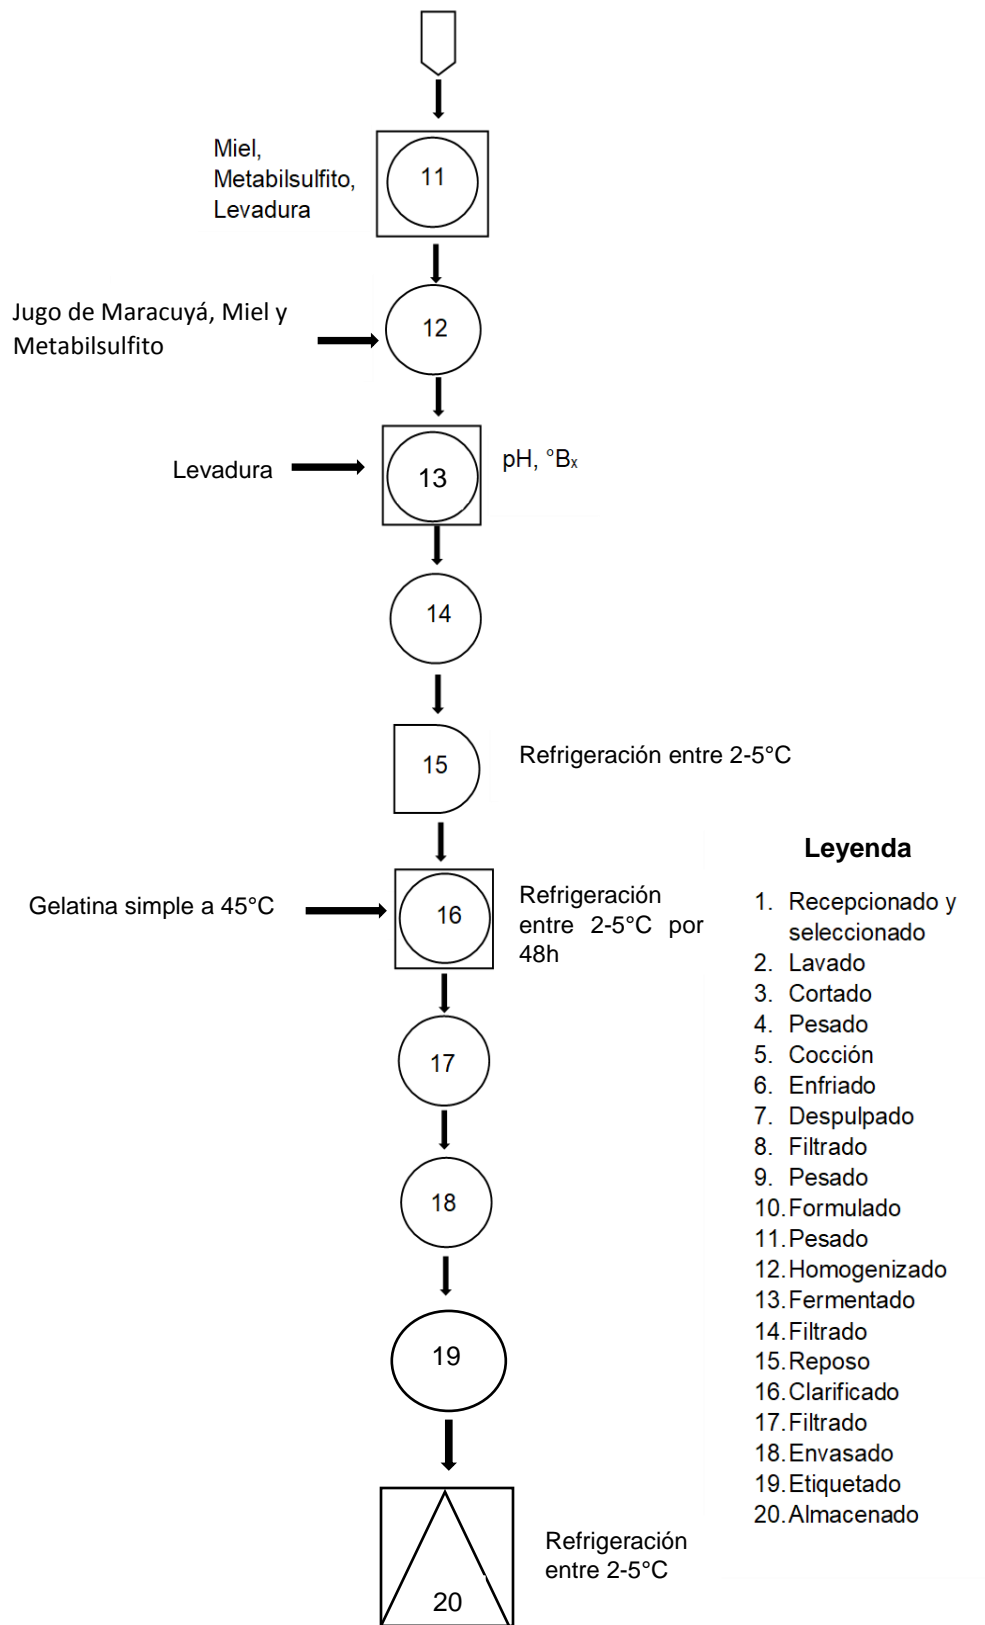 Miel,
Metabilsulfito,
Levadura
11
Jugo de Maracuyá, Miel y
Metabilsulfito
12
Levadura
13
pH, °Bx
14
15
Refrigeración entre 2-5°C
Gelatina simple a 45°C
16
Refrigeración
entre 2-5°C por
48h
17
18
19
20
Refrigeración
entre 2-5°C
Leyenda
1. Recepcionado y
seleccionado
2. Lavado
3. Cortado
4. Pesado
5. Cocción
6. Enfriado
7. Despulpado
8. Filtrado
9. Pesado
10. Formulado
11. Pesado
12. Homogenizado
13. Fermentado
14. Filtrado
15. Reposo
16. Clarificado
17. Filtrado
18. Envasado
19. Etiquetado
20. Almacenado